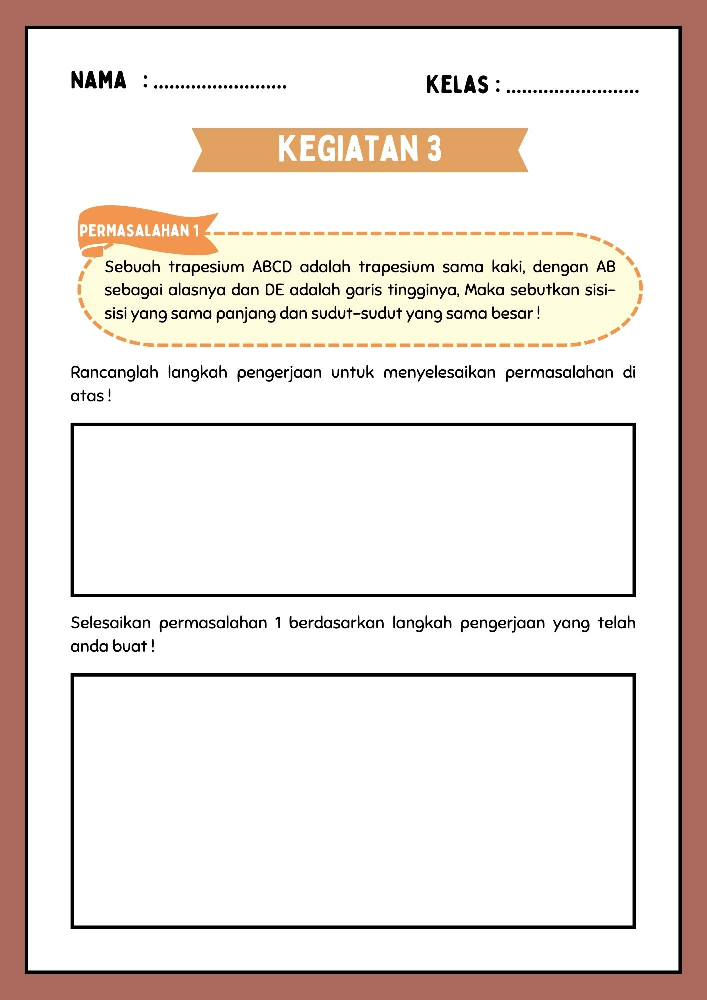 NAMA : .........................
KELAS : .........................
KEGIATAN 3
PERMASALAHAN 1
Sebuah trapesium ABCD adalah trapesium sama kaki, dengan AB
sebagai alasnya dan DE adalah garis tingginya, Maka sebutkan sisi-
sisi yang sama panjang dan sudut-sudut yang sama besar !
Rancanglah langkah pengerjaan untuk menyelesaikan permasalahan di
atas !
Selesaikan permasalahan 1 berdasarkan langkah pengerjaan yang telah
anda buat !